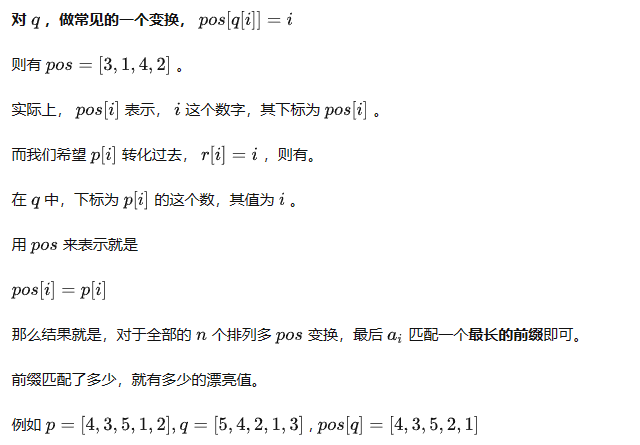 对 q ，做常见的一个变换， pos[q[i]] = i
则有 pos = [3, 1, 4, 2] 。
实际上， pos[i] 表示， i 这个数字，其下标为 pos[i] 。
而我们希望 p[i] 转化过去， r[i] = i ，则有。
在 q 中，下标为 p[i] 的这个数，其值为 i 。
用 pos 来表示就是
pos[i] = p[i]
那么结果就是，对于全部的 n 个排列多 pos 变换，最后 a_i 匹配一个最长的前缀即可。
前缀匹配了多少，就有多少的漂亮值。
例如 p = [4, 3, 5, 1, 2], q = [5, 4, 2, 1, 3] , pos[q] = [4, 3, 5, 2, 1]